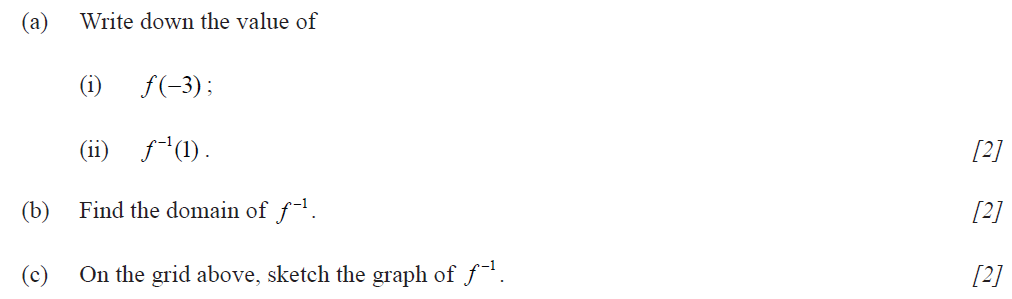 (a) Write down the value of
(i) f(−3);
(ii) f⁻¹(1). [2]
(b) Find the domain of f⁻¹. [2]
(c) On the grid above, sketch the graph of f⁻¹. [2]